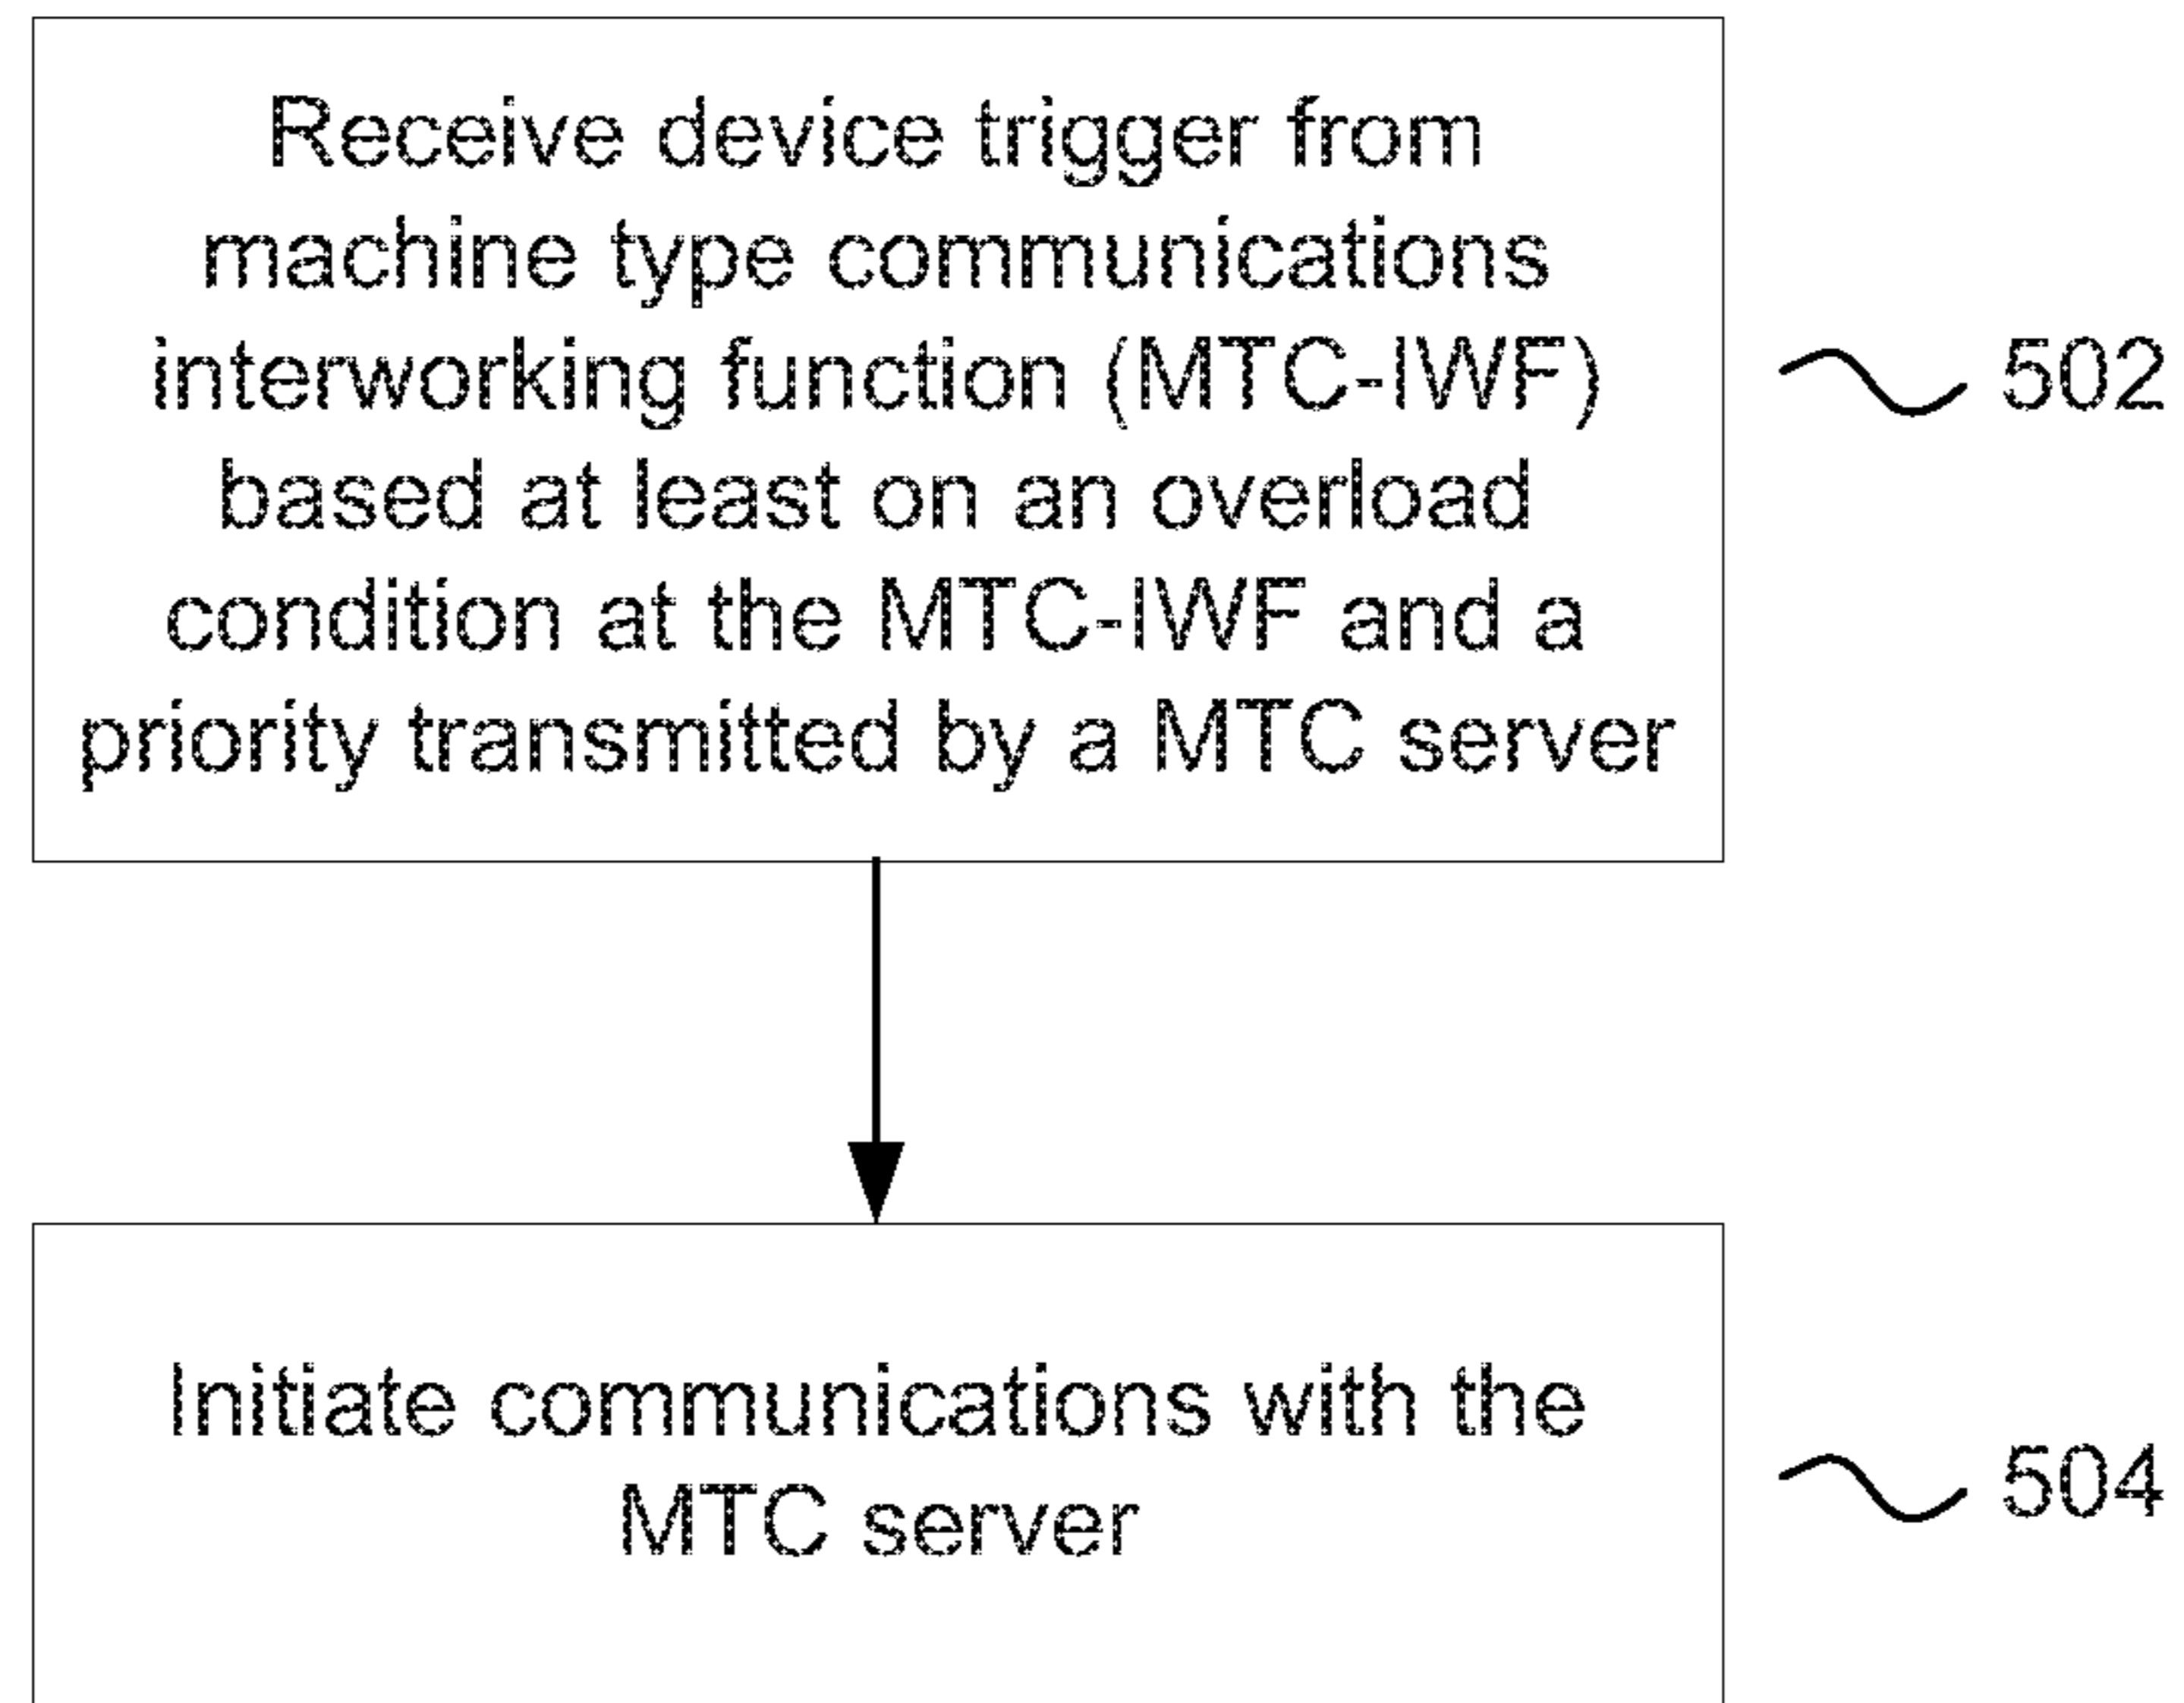 Receive device trigger from
machine type communications
interworking function (MTC-IWF)
based at least on an overload
condition at the MTC-IWF and a
priority transmitted by a MTC server
502
Initiate communications with the
MTC server
504